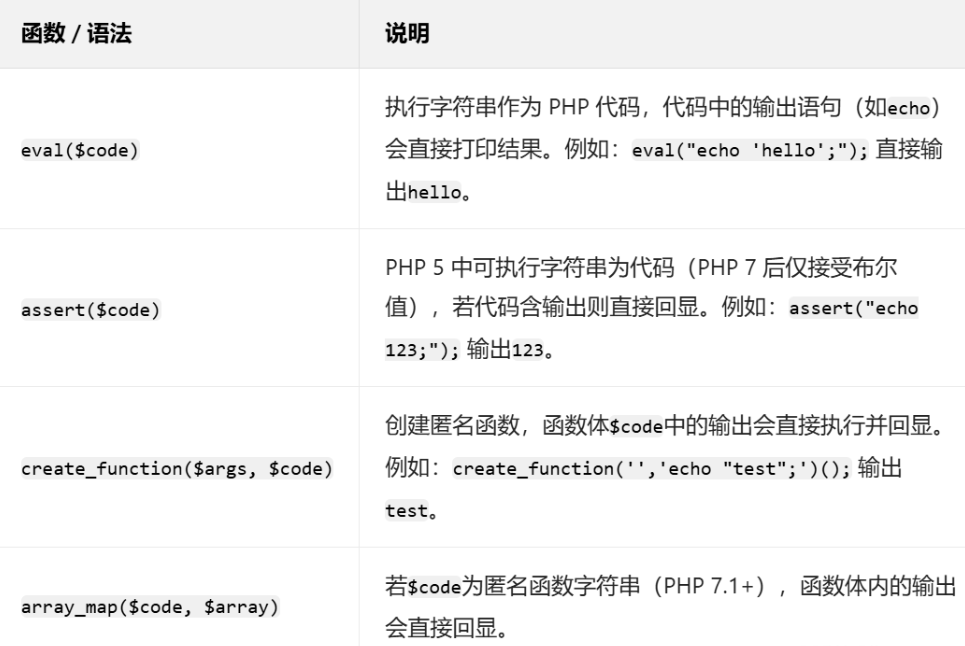 函数 / 语法
说明
eval($code)
执行字符串作为 PHP 代码，代码中的输出语句（如echo）
会直接打印结果。例如：eval("echo 'hello';"); 直接输
出hello。
assert($code)
PHP 5 中可执行字符串为代码（PHP 7 后仅接受布尔
值），若代码含输出则直接回显。例如：assert("echo
123;"); 输出123。
create_function($args, $code)
创建匿名函数，函数体$code中的输出会直接执行并回显。
例如：create_function('','echo "test";')(); 输出
test。
array_map($code, $array)
若$code为匿名函数字符串（PHP 7.1+），函数体内的输出
会直接回显。